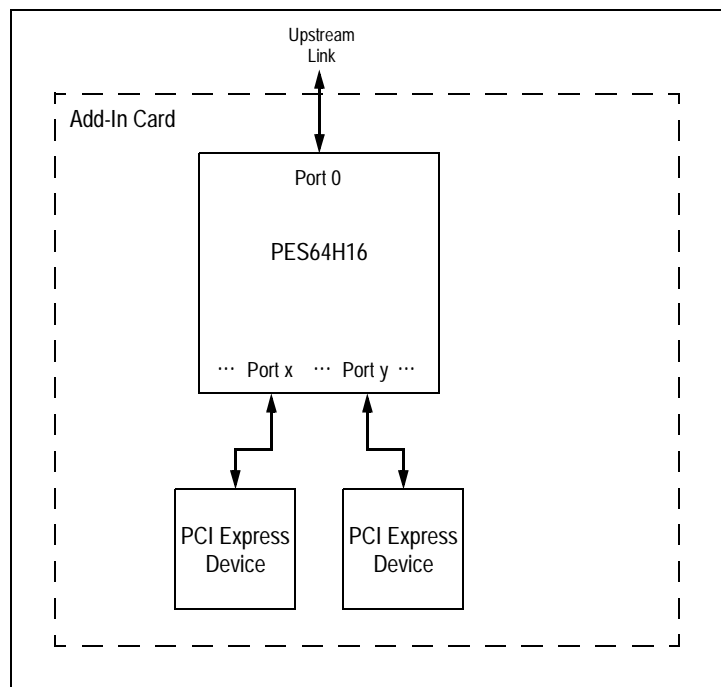 Upstream
Link
Add-In Card
Port 0
PES64H16
··· Port x ··· Port y ···
PCI Express
Device
PCI Express
Device